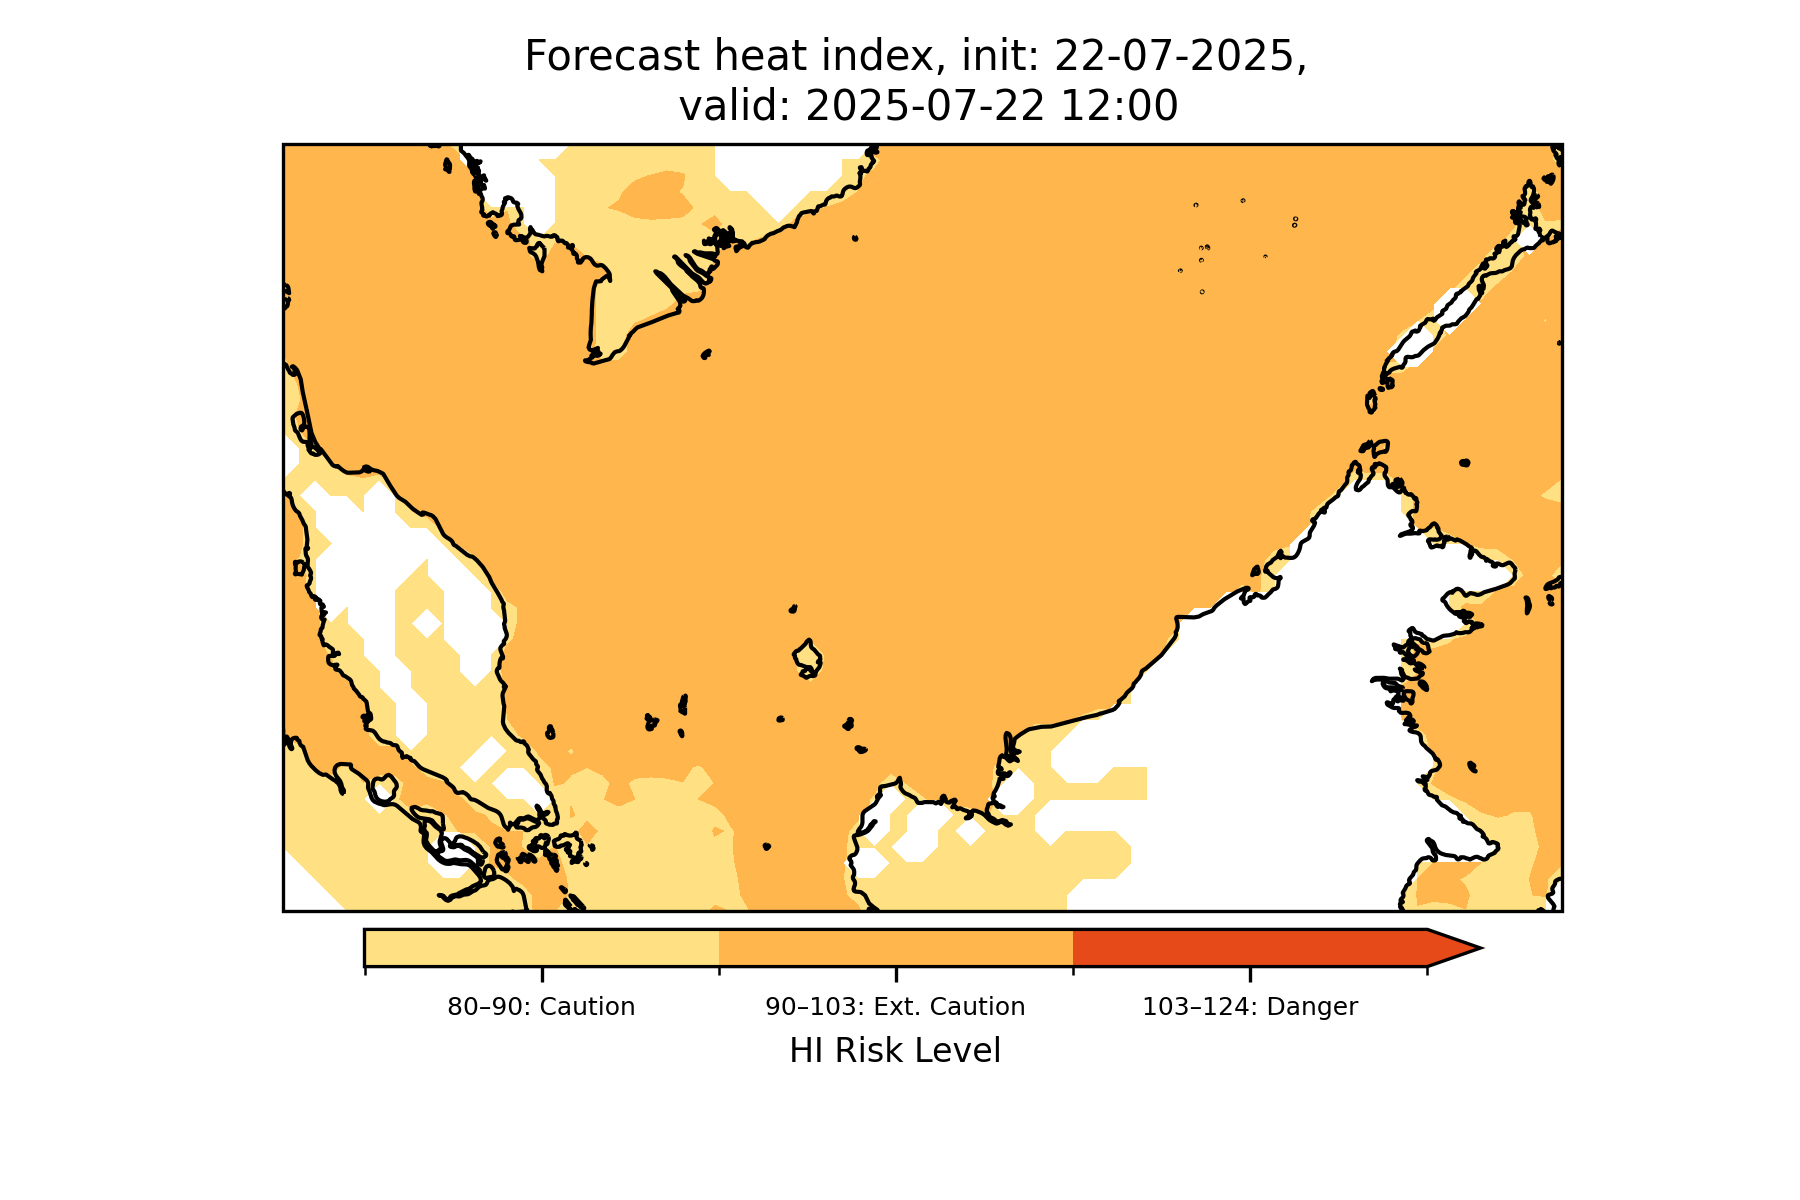 Forecast heat index, init: 22-07-2025,
valid: 2025-07-22 12:00
80–90: Caution
90–103: Ext. Caution
103–124: Danger
HI Risk Level